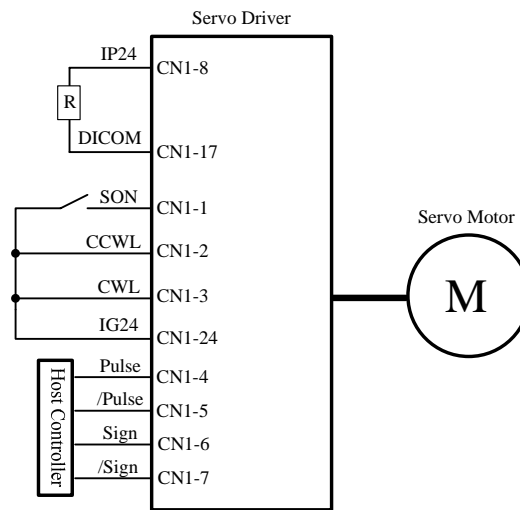 Servo Driver
IP24
CN1-8
R
DICOM
CN1-17
SON
CN1-1
CCWL
CN1-2
CWL
CN1-3
IG24
CN1-24
Servo Motor
M
Host Controller
Pulse
CN1-4
/Pulse
CN1-5
Sign
CN1-6
/Sign
CN1-7